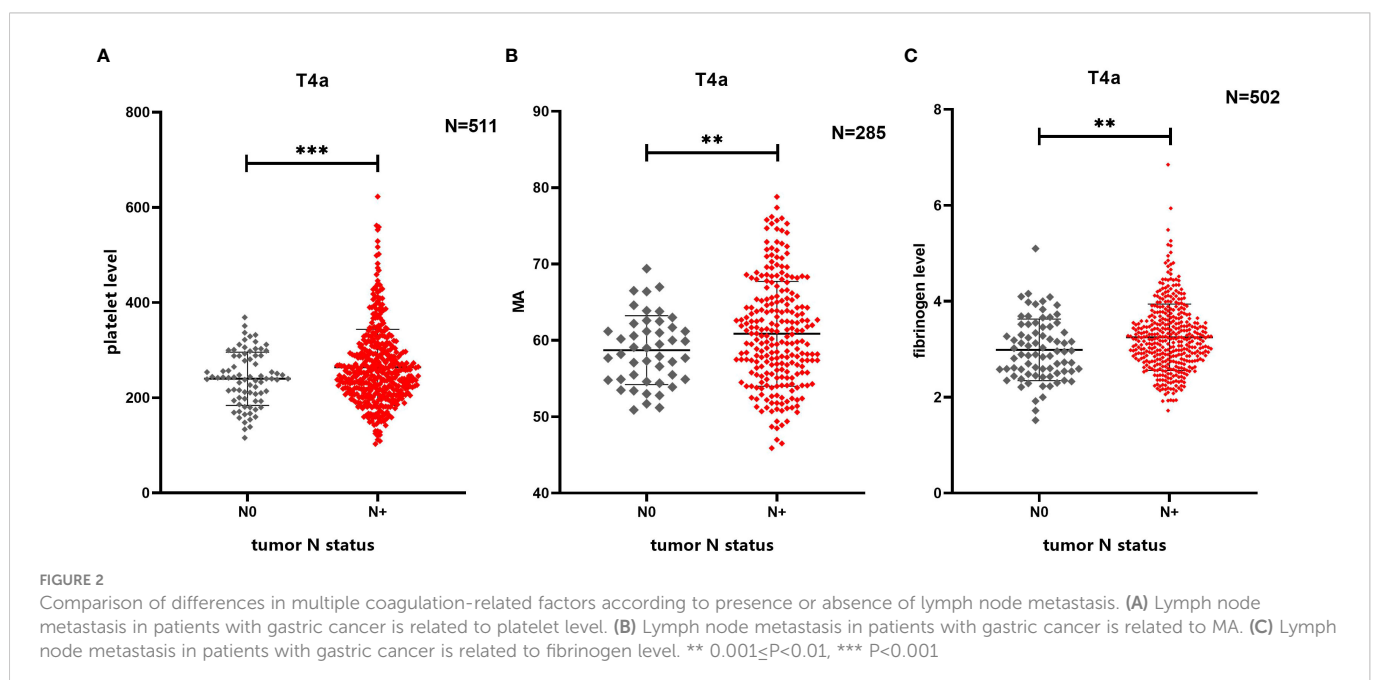 A
T4a
N=511
***
800
600
400
200
0
platelet level
N0
N+
tumor N status
B
T4a
N=285
**
90
80
70
60
50
40
MA
N0
N+
tumor N status
C
T4a
N=502
**
8
6
4
2
0
fibrinogen level
N0
N+
tumor N status
FIGURE 2
Comparison of differences in multiple coagulation-related factors according to presence or absence of lymph node metastasis. (A) Lymph node
metastasis in patients with gastric cancer is related to platelet level. (B) Lymph node metastasis in patients with gastric cancer is related to MA. (C) Lymph
node metastasis in patients with gastric cancer is related to fibrinogen level. ** 0.001≤P<0.01, *** P<0.001